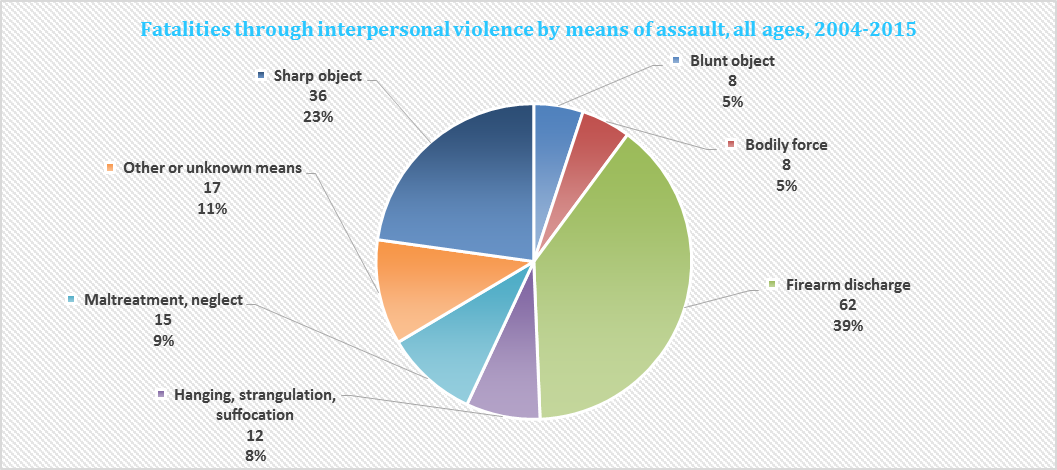 Fatalities through interpersonal violence by means of assault, all ages, 2004-2015
Sharp object
36
23%
Blunt object
8
5%
Bodily force
8
5%
Other or unknown means
17
11%
Firearm discharge
62
39%
Maltreatment, neglect
15
9%
Hanging, strangulation,
suffocation
12
8%